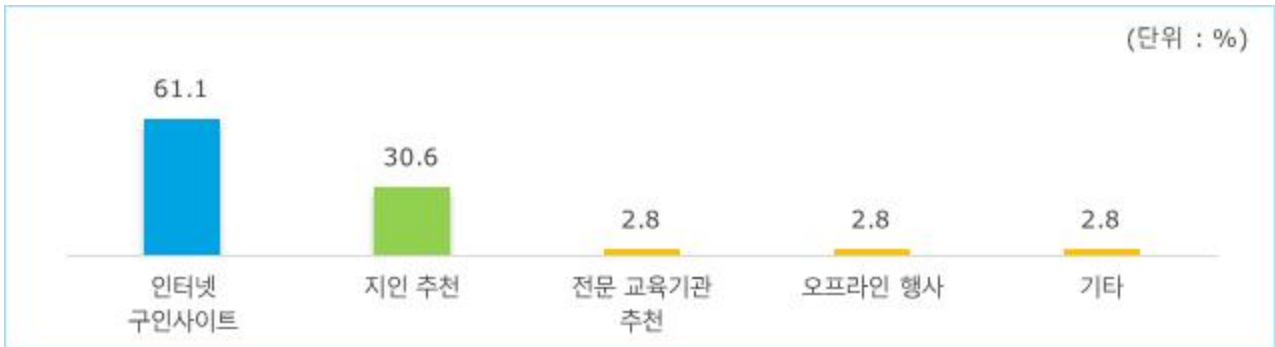 (단위 : %)
61.1
30.6
2.8
2.8
2.8
인터넷
구인사이트
지인 추천
전문 교육기관
추천
오프라인 행사
기타